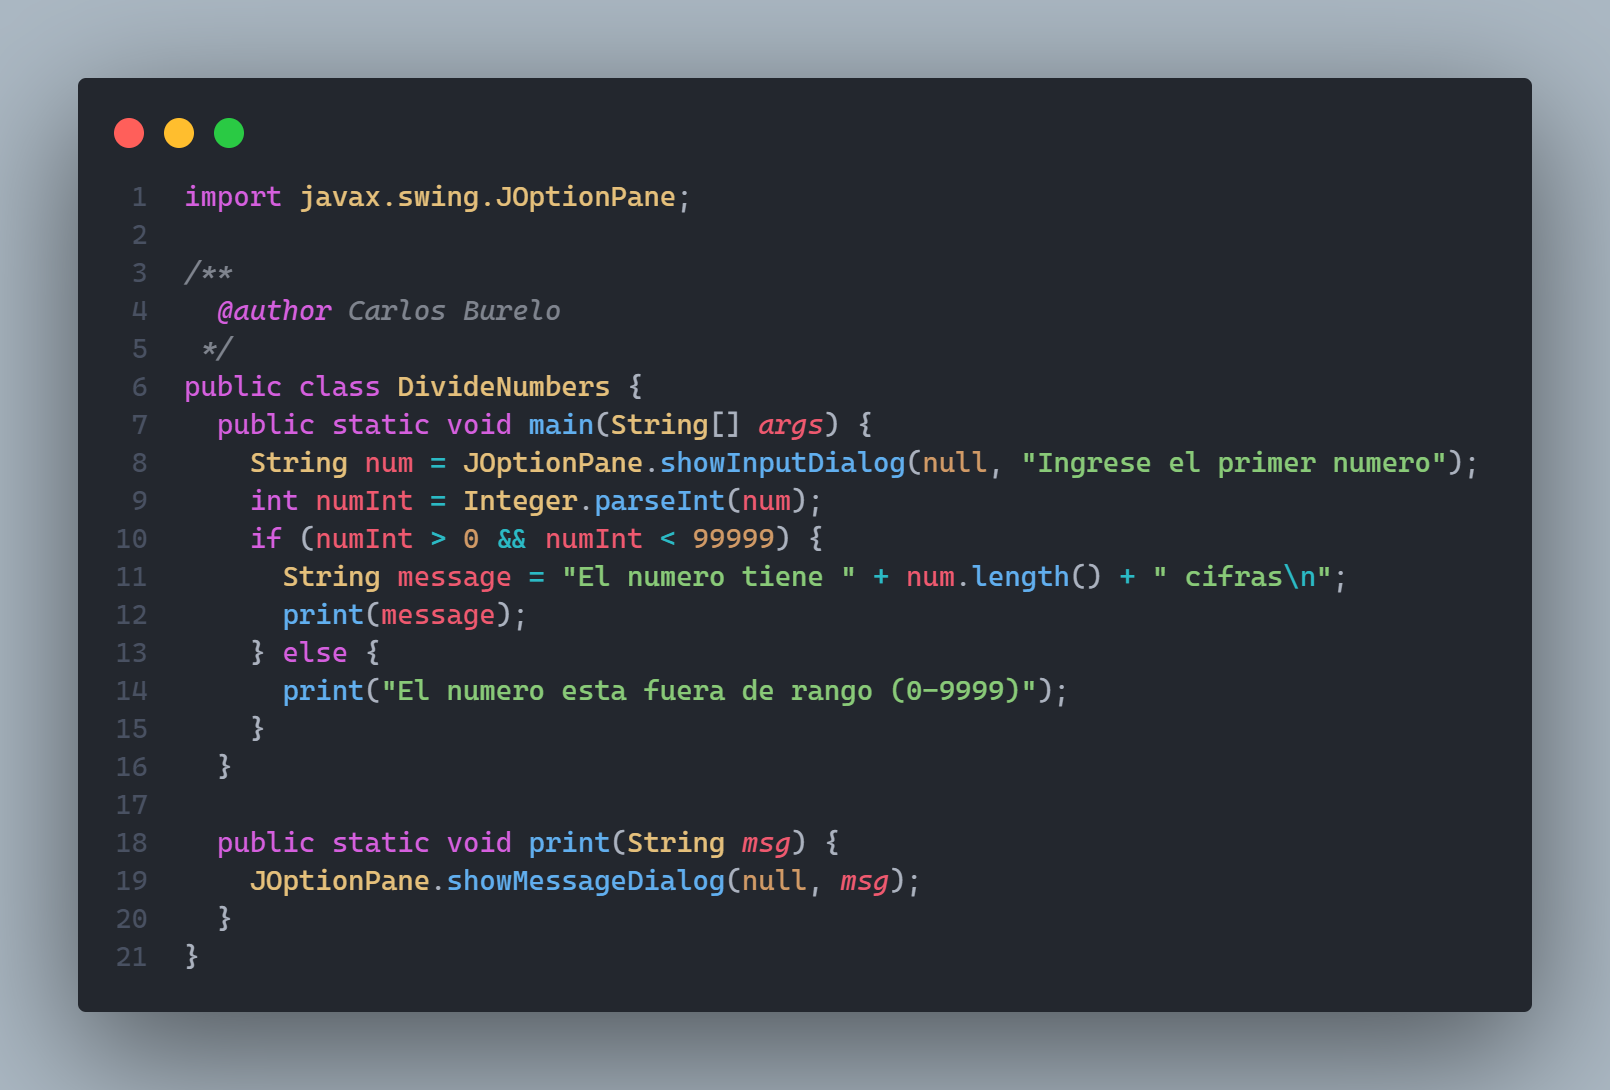 1 import javax.swing.JOptionPane;
2
3 /**
4   @author Carlos Burelo
5  */
6 public class DivideNumbers {
7   public static void main(String[] args) {
8     String num = JOptionPane.showInputDialog(null, "Ingrese el primer numero");
9     int numInt = Integer.parseInt(num);
10     if (numInt > 0 && numInt < 99999) {
11       String message = "El numero tiene " + num.length() + " cifras\n";
12       print(message);
13     } else {
14       print("El numero esta fuera de rango (0-9999)");
15     }
16   }
17
18   public static void print(String msg) {
19     JOptionPane.showMessageDialog(null, msg);
20   }
21 }